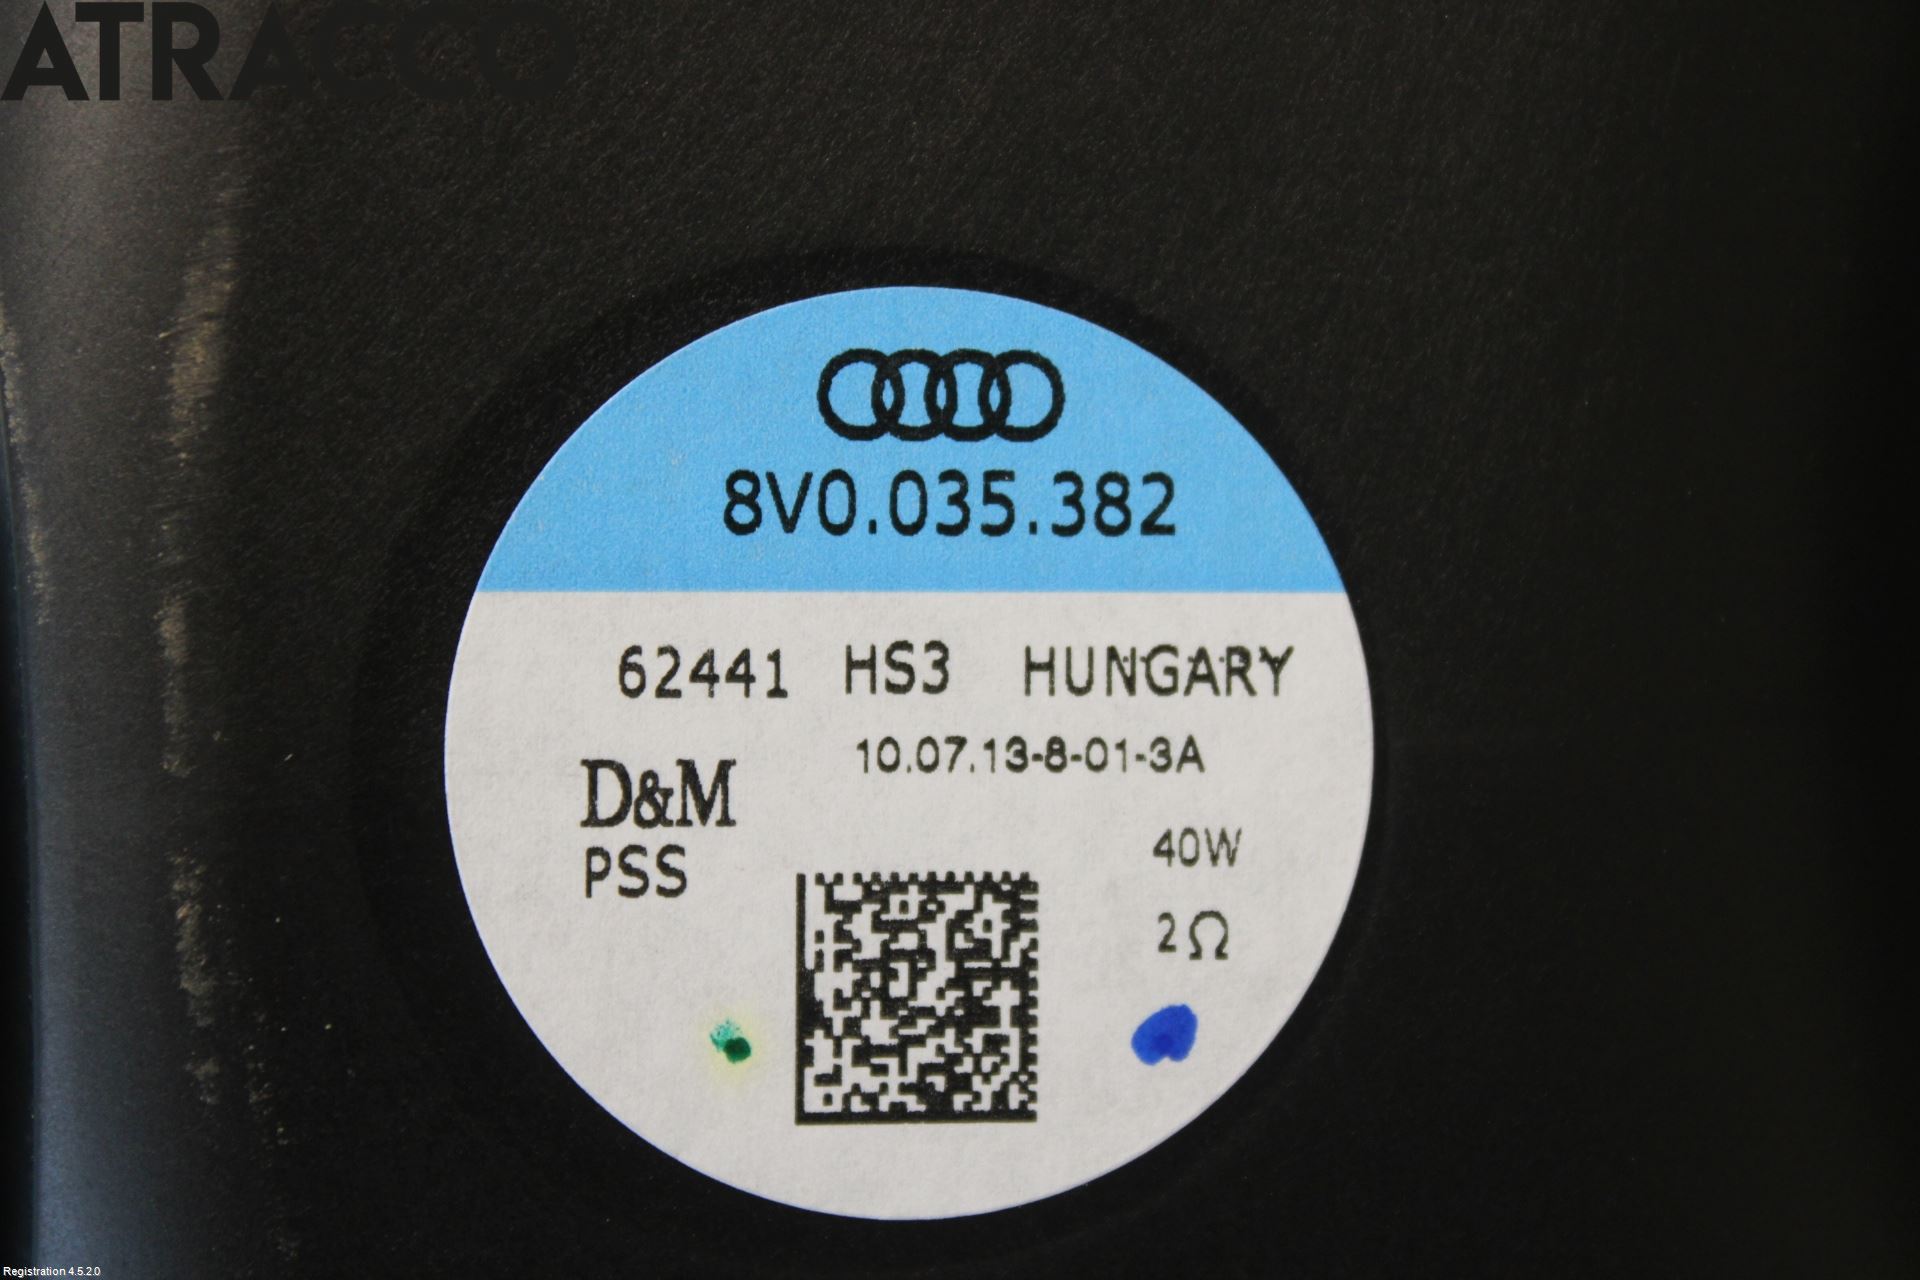 ATRACCO
8V0.035.382
62441 HS3 HUNGARY
10.07.13-8-01-3A
D&M
PSS
40W
2Ω
Registration 4.5.2.0